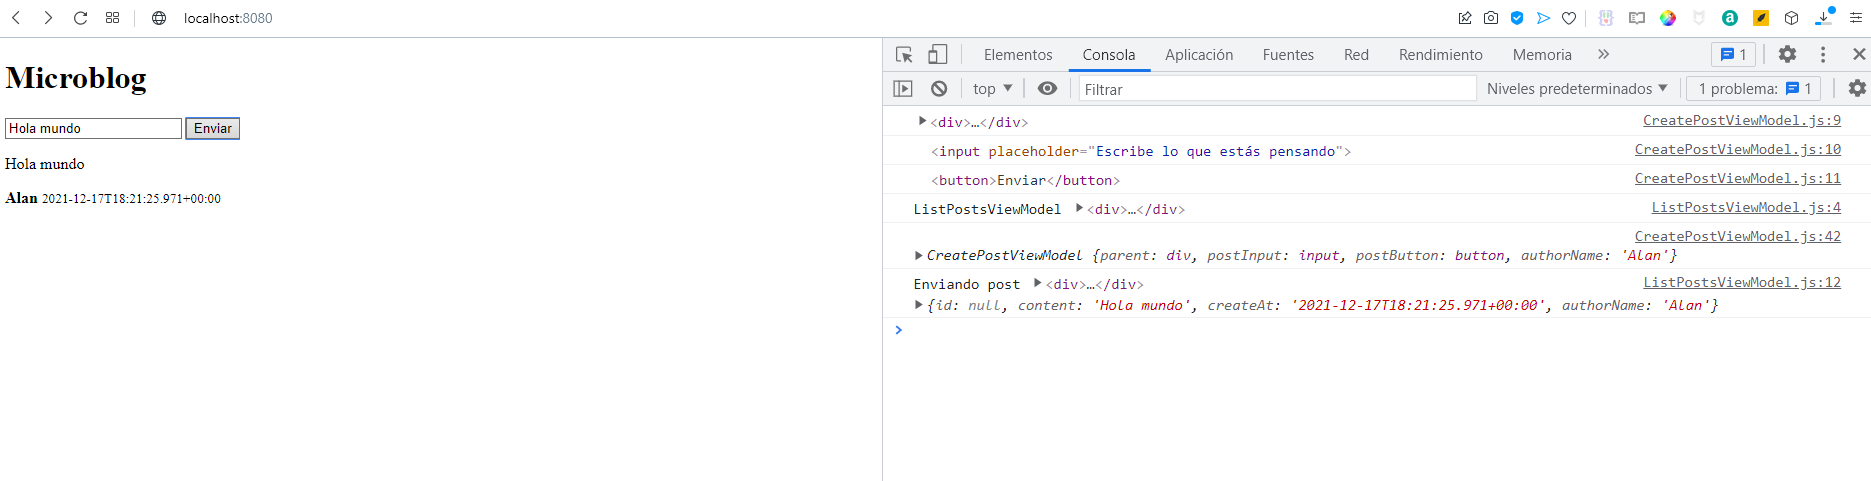 localhost:8080
Microblog
Hola mundo Enviar
Hola mundo
Alan 2021-12-17T18:21:25.971+00:00
Elementos Consola Aplicación Fuentes Red Rendimiento Memoria » 1
top Filtrar Niveles predeterminados 1 problema: 1
<div>…</div> CreatePostViewModel.js:9
<input placeholder="Escribe lo que estás pensando"> CreatePostViewModel.js:10
<button>Enviar</button> CreatePostViewModel.js:11
ListPostsViewModel <div>…</div> ListPostsViewModel.js:4
CreatePostViewModel.js:42
CreatePostViewModel {parent: div, postInput: input, postButton: button, authorName: 'Alan'}
Enviando post <div>…</div> ListPostsViewModel.js:12
{id: null, content: 'Hola mundo', createAt: '2021-12-17T18:21:25.971+00:00', authorName: 'Alan'}
>